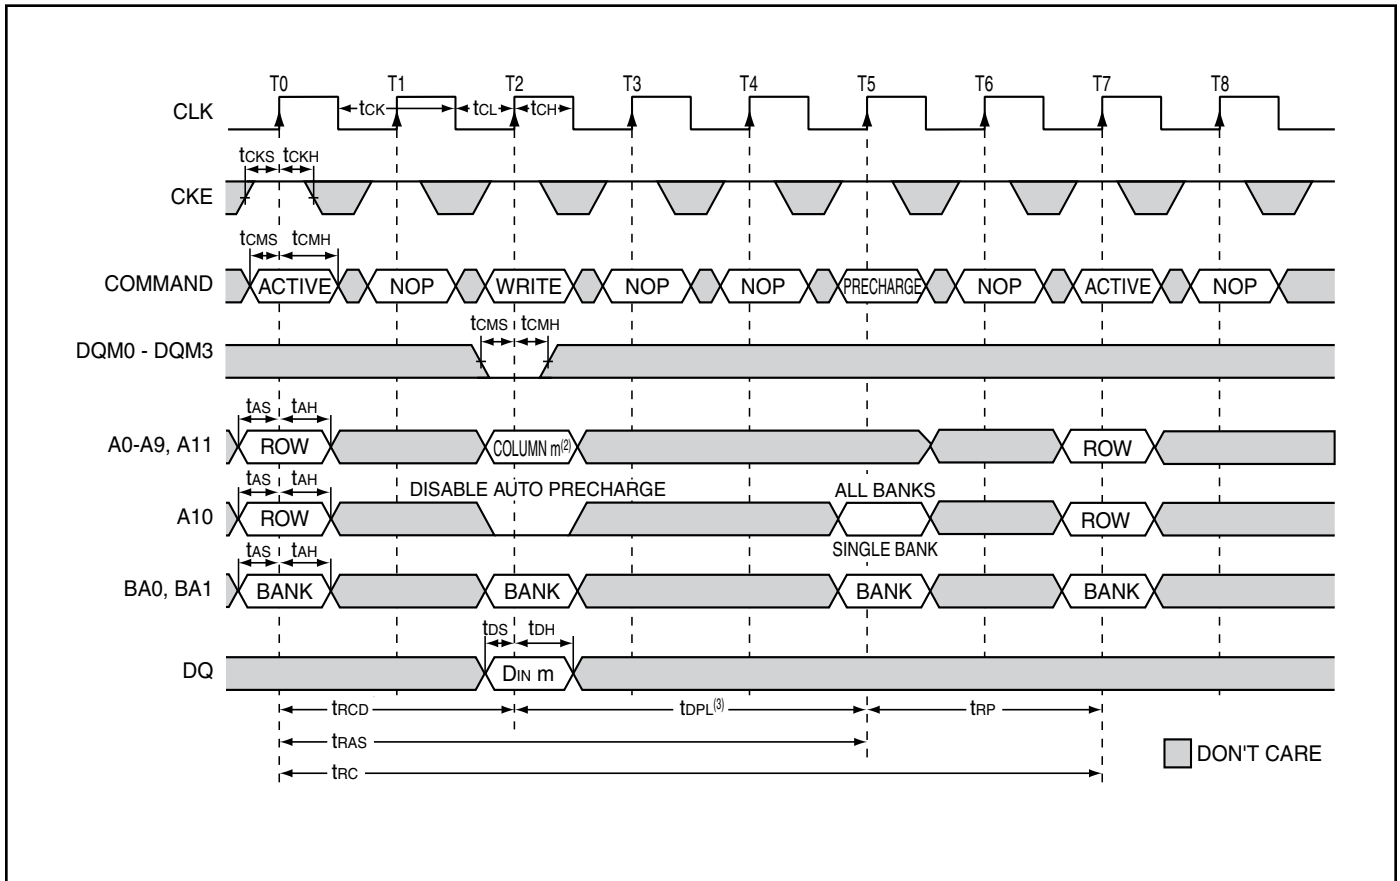 T0 T1 T2 T3 T4 T5 T6 T7 T8
CLK tCK tCL tCH
tCKS tCKH
CKE
tCMS tCMH
COMMAND ACTIVE NOP WRITE NOP NOP PRECHARGE NOP ACTIVE NOP
tCMS tCMH
DQM0 - DQM3
tAS tAH
A0-A9, A11 ROW COLUMN m(2) ROW
tAS tAH DISABLE AUTO PRECHARGE ALL BANKS
A10 ROW ROW
tAS tAH SINGLE BANK
BA0, BA1 BANK BANK BANK BANK
tDS tDH
DQ DIN m
tRCD tDPL(3) tRP
tRAS
tRC
DON'T CARE